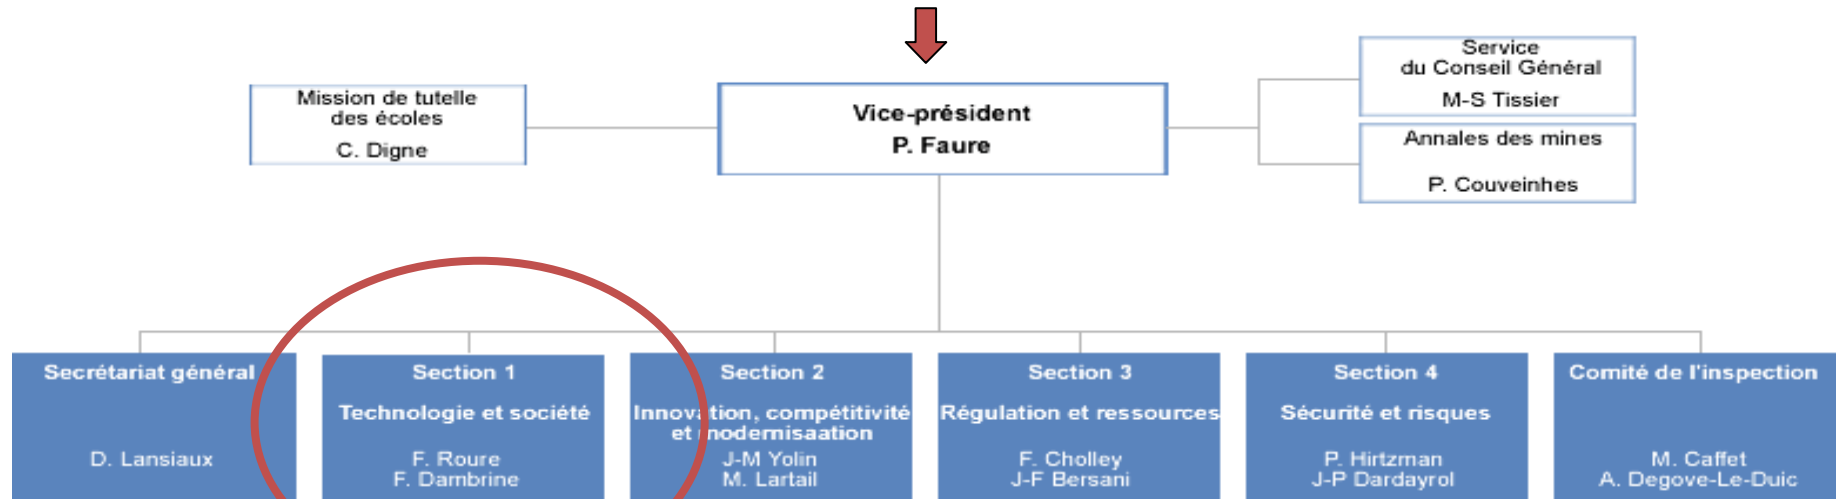 Service
du Conseil Général
M-S Tissier
Mission de tutelle
des écoles
C. Digne
Vice-président
P. Faure
Annales des mines
P. Couveinhes
Secrétariat général
D. Lansiaux
Section 1
Technologie et société
F. Roure
F. Dambrine
Section 2
Innovation, compétitivité
et modernisaation
J-M Yolin
M. Lartail
Section 3
Régulation et ressources
F. Cholley
J-F Bersani
Section 4
Sécurité et risques
P. Hirtzman
J-P Dardayrol
Comité de l'inspection
M. Caffet
A. Degove-Le-Duic